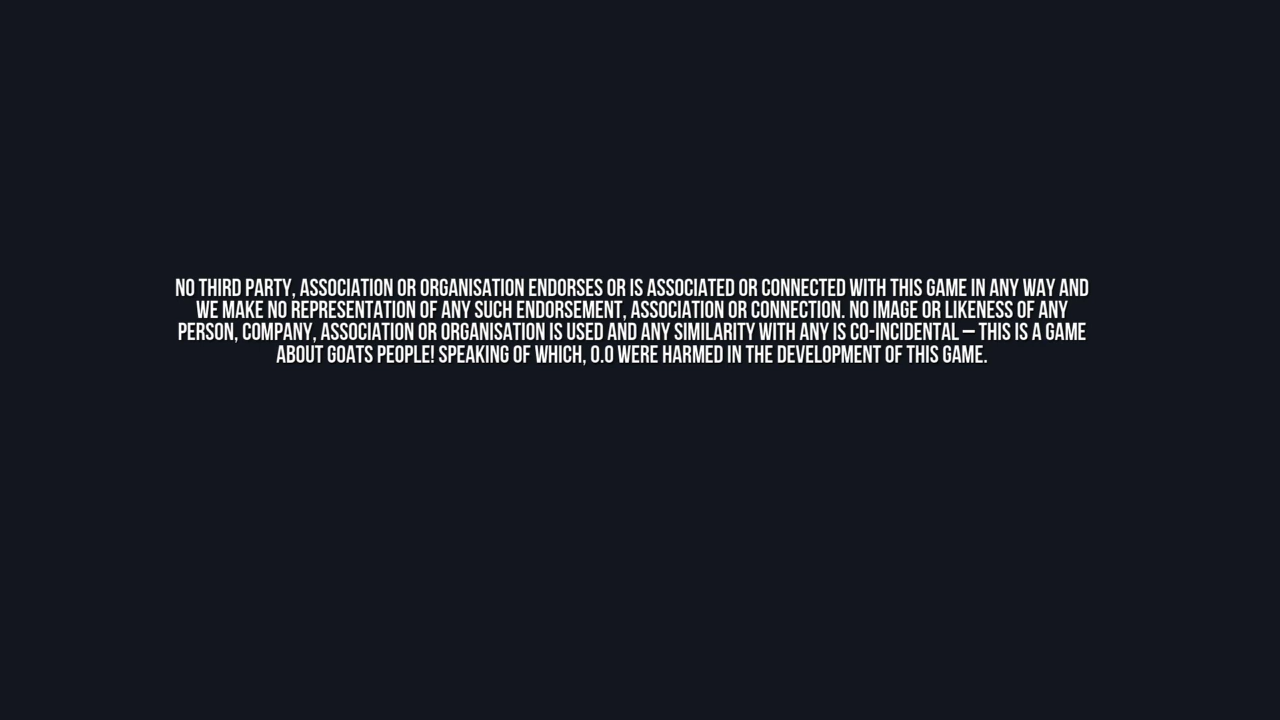 NO THIRD PARTY, ASSOCIATION OR ORGANISATION ENDORSES OR IS ASSOCIATED OR CONNECTED WITH THIS GAME IN ANY WAY AND
WE MAKE NO REPRESENTATION OF ANY SUCH ENDORSEMENT, ASSOCIATION OR CONNECTION. NO IMAGE OR LIKENESS OF ANY
PERSON, COMPANY, ASSOCIATION OR ORGANISATION IS USED AND ANY SIMILARITY WITH ANY IS CO-INCIDENTAL – THIS IS A GAME
ABOUT GOATS PEOPLE! SPEAKING OF WHICH, 0.0 WERE HARMED IN THE DEVELOPMENT OF THIS GAME.